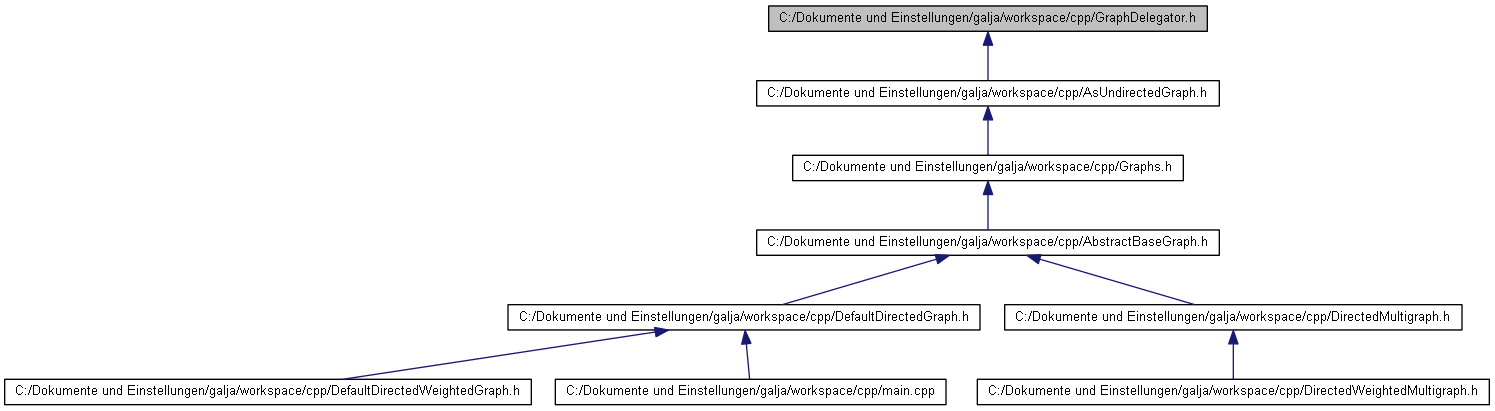 C:/Dokumente und Einstellungen/galja/workspace/cpp/GraphDelegator.h
C:/Dokumente und Einstellungen/galja/workspace/cpp/AsUndirectedGraph.h
C:/Dokumente und Einstellungen/galja/workspace/cpp/Graphs.h
C:/Dokumente und Einstellungen/galja/workspace/cpp/AbstractBaseGraph.h
C:/Dokumente und Einstellungen/galja/workspace/cpp/DefaultDirectedGraph.h
C:/Dokumente und Einstellungen/galja/workspace/cpp/DirectedMultigraph.h
C:/Dokumente und Einstellungen/galja/workspace/cpp/DefaultDirectedWeightedGraph.h
C:/Dokumente und Einstellungen/galja/workspace/cpp/main.cpp
C:/Dokumente und Einstellungen/galja/workspace/cpp/DirectedWeightedMultigraph.h